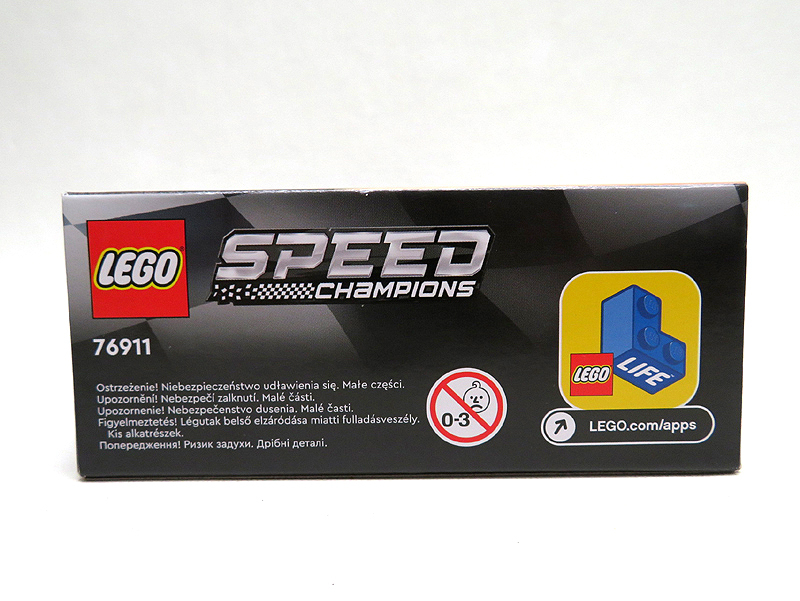 LEGO
SPEED
CHAMPIONS
76911
Ostrzeżenie! Niebezpieczeństwo udławienia się. Małe części.
Upozornění! Nebezpečí zalknutí. Malé části.
Upozornenie! Nebezpečenstvo dusenia. Malé časti.
Figyelmeztetés! Légutak belső elzáródása miatti fulladásveszély.
Kis alkatrészek.
Попередження! Ризик задухи. Дрібні деталі.
0-3
LEGO
LIFE
LEGO.com/apps